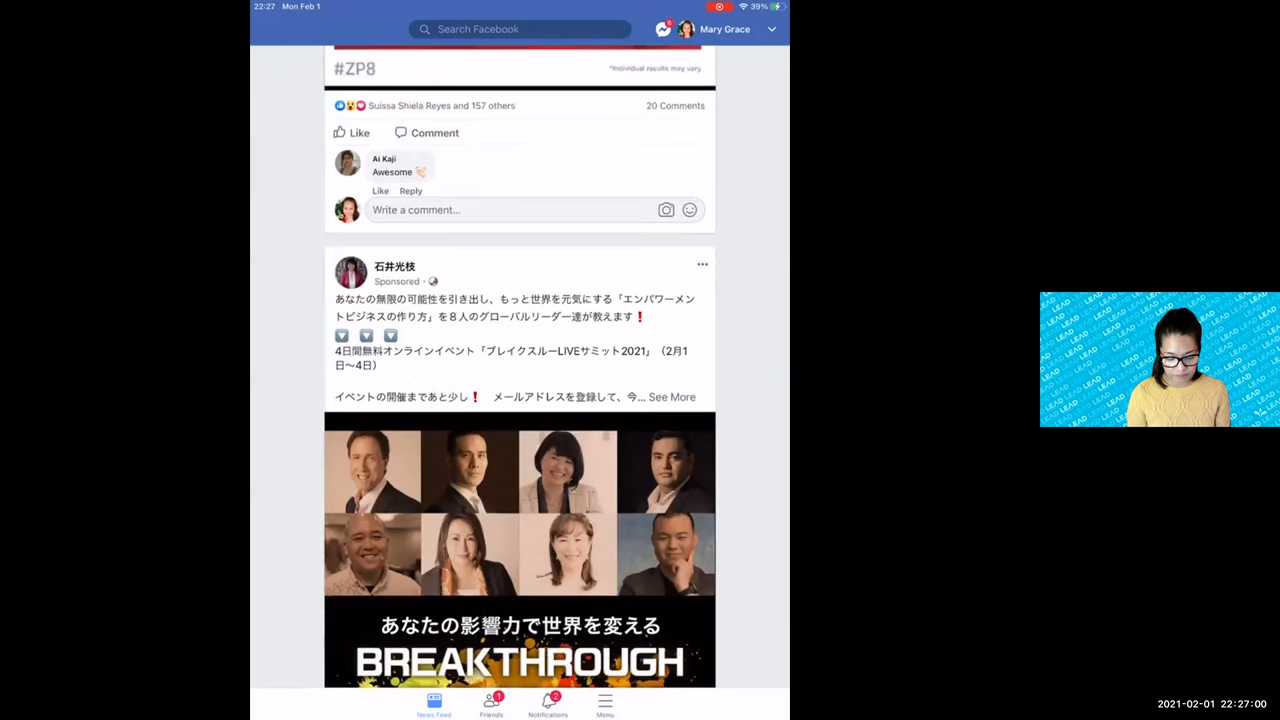 22:27 Mon Feb 1
39%
Search Facebook
6
Mary Grace
#ZP8
*Individual results may vary
Suissa Shiela Reyes and 157 others
20 Comments
Like
Comment
Ai Kaji
Awesome
Like Reply
Write a comment...
石井光枝
Sponsored ·
あなたの無限の可能性を引き出し、もっと世界を元気にする「エンパワーメン
トビジネスの作り方」を８人のグローバルリーダー達が教えます❗
4日間無料オンラインイベント「ブレイクスルーLIVEサミット2021」（2月1
日〜4日）
イベントの開催まであと少し❗ メールアドレスを登録して、今... See More
あなたの影響力で世界を変える
BREAKTHROUGH
1
2
News Feed
Friends
Notifications
Menu
LEAD